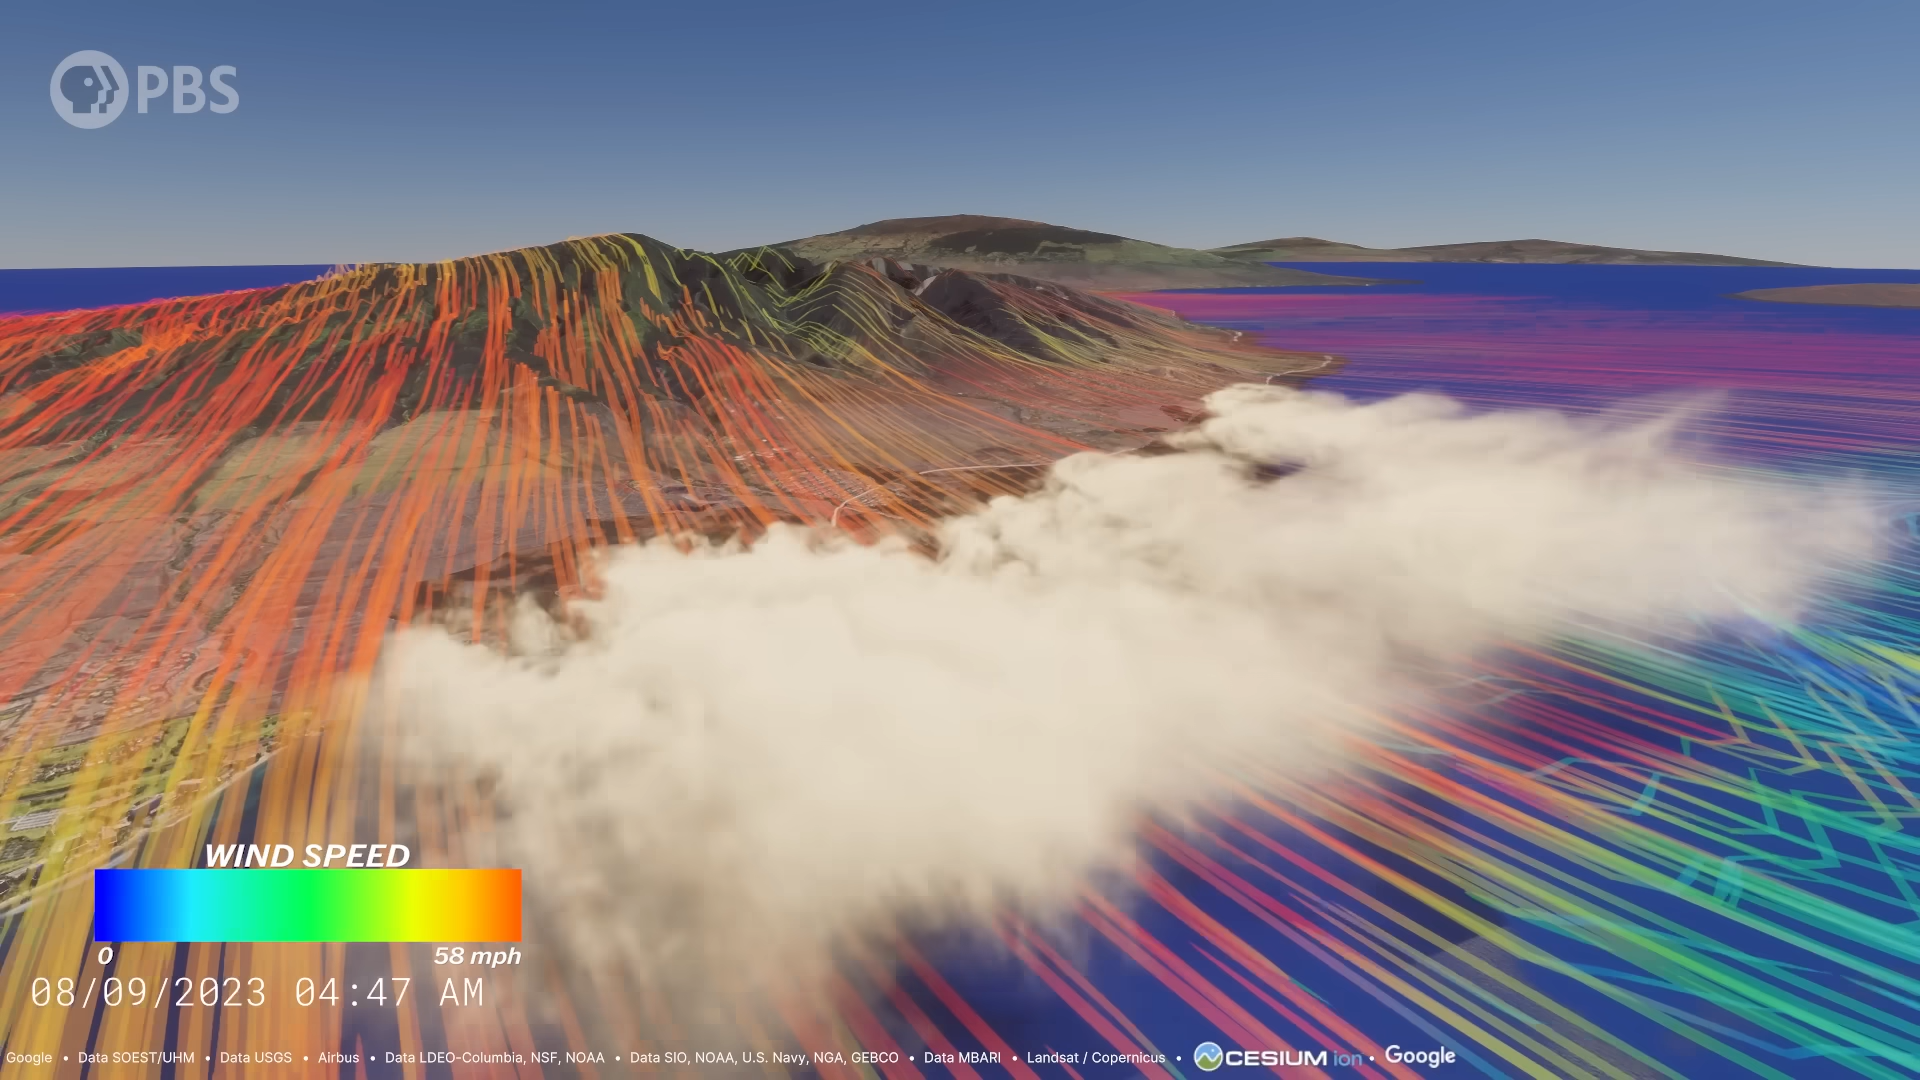 PBS
WIND SPEED
0 58 mph
08/09/2023 04:47 AM
Google • Data SOEST/UHM • Data USGS • Airbus • Data LDEO-Columbia, NSF, NOAA • Data SIO, NOAA, U.S. Navy, NGA, GEBCO • Data MBARI • Landsat / Copernicus • CESIUM ion • Google